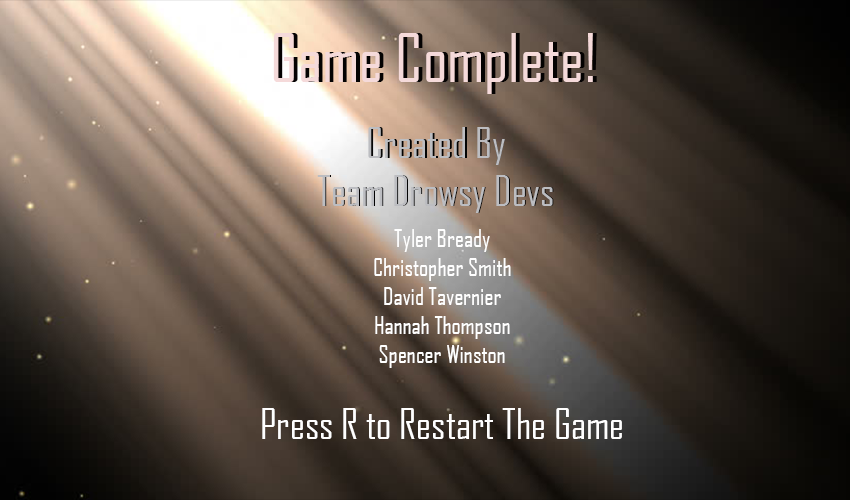 Game Complete!
Created By
Team Drowsy Devs
Tyler Bready
Christopher Smith
David Tavernier
Hannah Thompson
Spencer Winston
Press R to Restart The Game